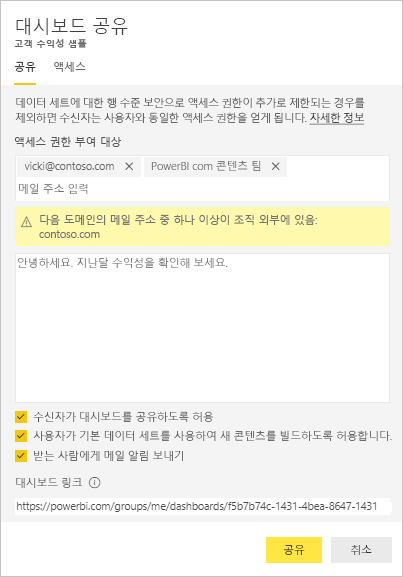 대시보드 공유
고객 수익성 샘플
공유 액세스
데이터 세트에 대한 행 수준 보안으로 액세스 권한이 추가로 제한되는 경우를
제외하면 수신자는 사용자와 동일한 액세스 권한을 얻게 됩니다. 자세한 정보
액세스 권한 부여 대상
vicki@contoso.com PowerBI com 콘텐츠 팀
메일 주소 입력
다음 도메인의 메일 주소 중 하나 이상이 조직 외부에 있음:
contoso.com
안녕하세요. 지난달 수익성을 확인해 보세요.
수신자가 대시보드를 공유하도록 허용
사용자가 기본 데이터 세트를 사용하여 새 콘텐츠를 빌드하도록 허용합니다.
받는 사람에게 메일 알림 보내기
대시보드 링크
https://powerbi.com/groups/me/dashboards/f5b7b74c-1431-4bea-8647-1431
공유 취소